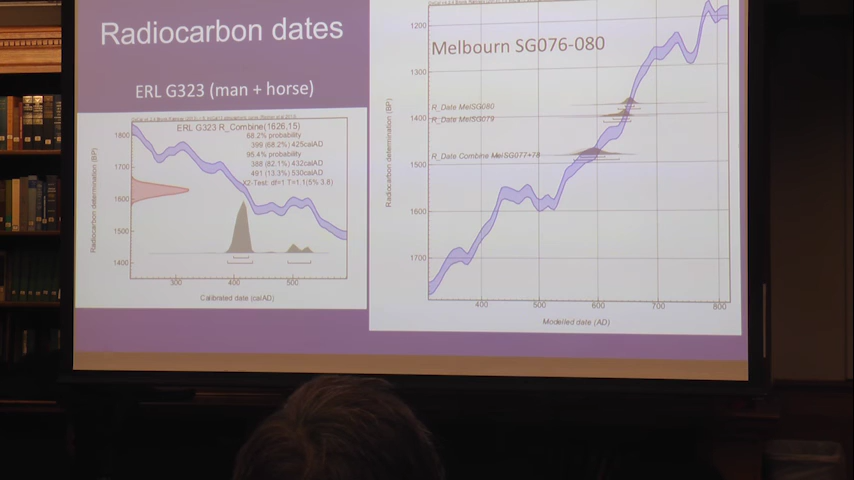 Radiocarbon dates
ERL G323 (man + horse)
ERL G323 R_Combine(1626,15)
68.2% probability
399 (68.2%) 425calAD
95.4% probability
388 (82.1%) 432calAD
491 (13.3%) 530calAD
X2-Test: df=1 T=1.1(5% 3.8)
Radiocarbon determination (BP)
1800
1700
1600
1500
1400
300
400
500
Calibrated date (calAD)
Melbourn SG076-080
R_Date MelSG080
R_Date MelSG079
R_Date Combine MelSG077+78
Radiocarbon determination (BP)
1200
1300
1400
1500
1600
1700
400
500
600
700
800
Modelled date (AD)